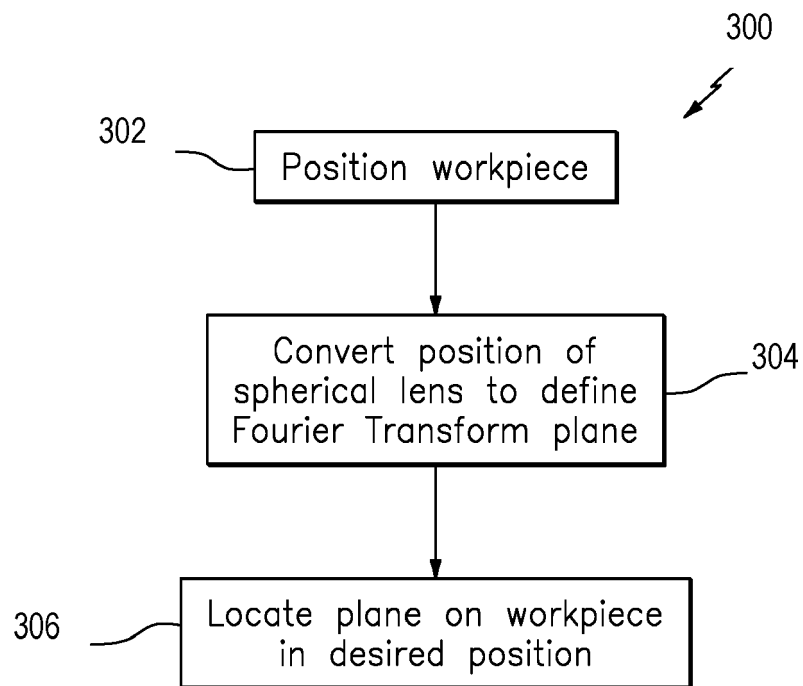 300
302
Position workpiece
Convert position of
spherical lens to define
Fourier Transform plane
304
Locate plane on workpiece
in desired position
306